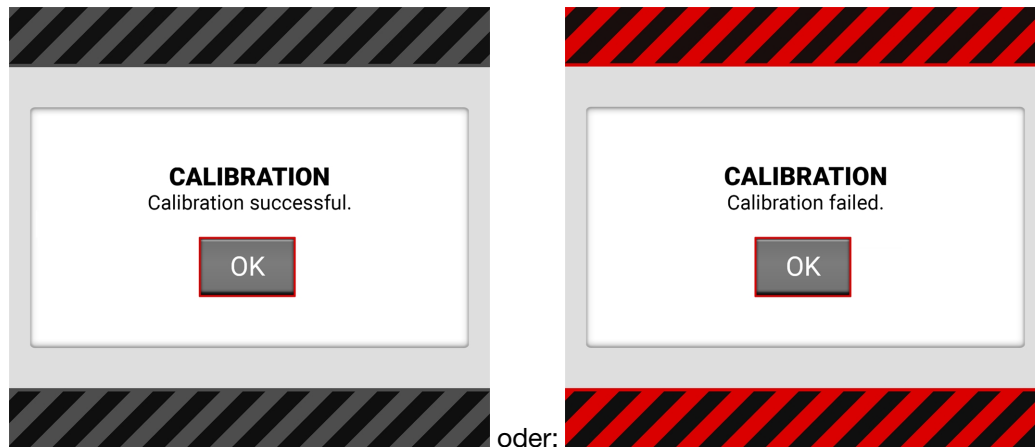 CALIBRATION
Calibration successful.
OK
oder:
CALIBRATION
Calibration failed.
OK